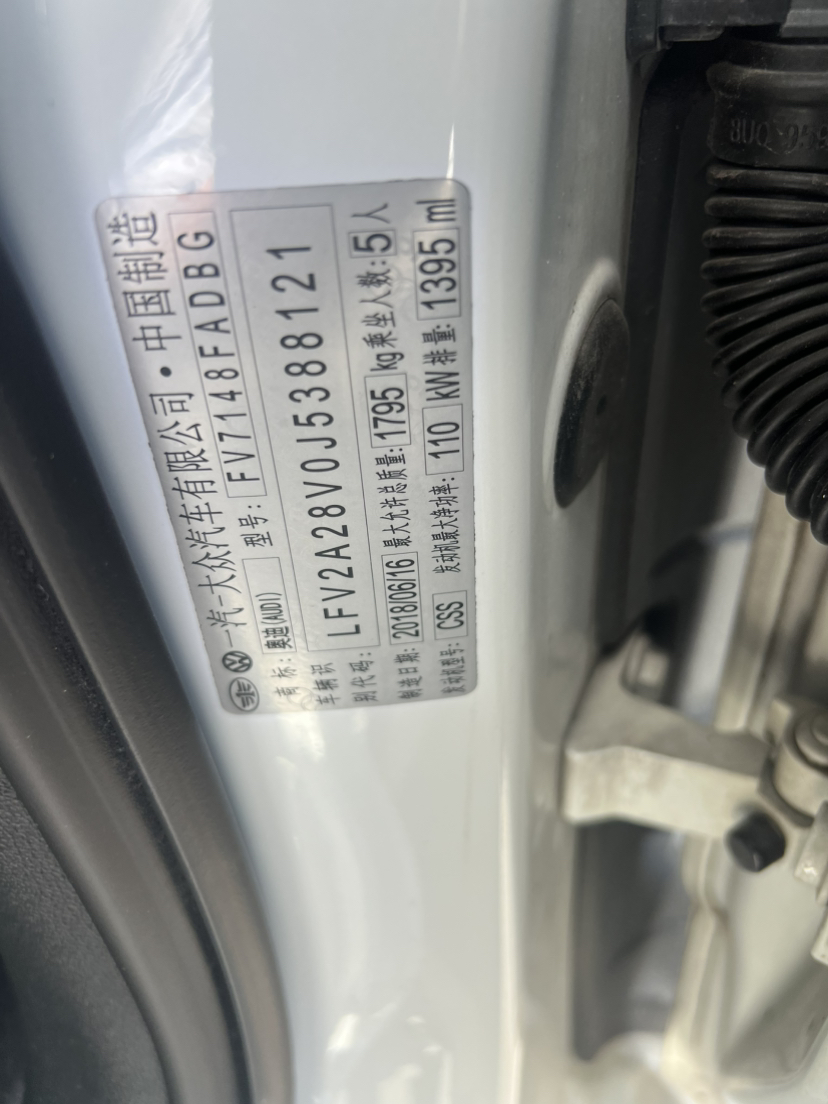 一汽-大众汽车有限公司·中国制造
商标: 奥迪(AUDI) 型号: FV7148FADBG
车辆识别代码: LFV2A28V0J5388121
制造日期: 2018/06/16 最大允许总质量: 1795 kg 乘坐人数: 5 人
发动机型号: CSS 发动机最大净功率: 110 kW 排量: 1395 ml